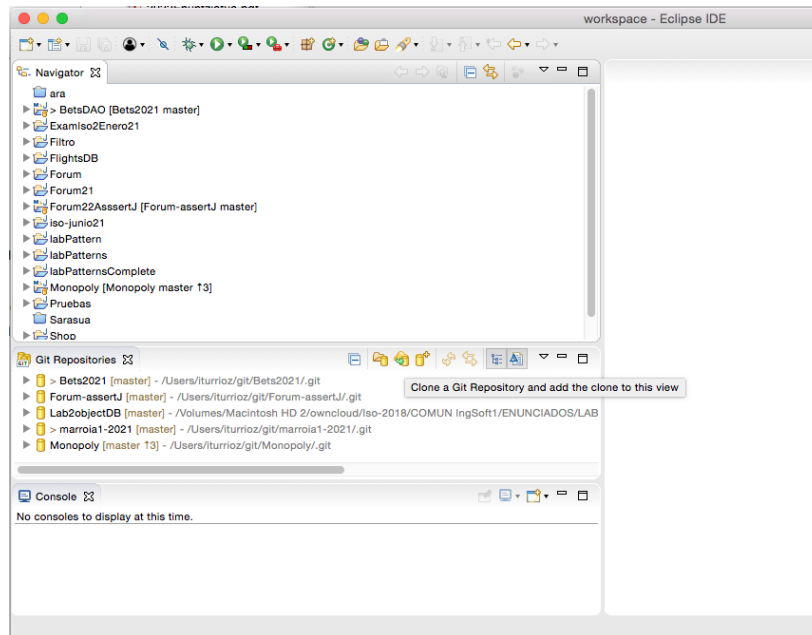 workspace - Eclipse IDE
Navigator
ara
> BetsDAO [Bets2021 master]
ExamIso2Enero21
Filtro
FlightsDB
Forum
Forum21
Forum22AsssertJ [Forum-assertJ master]
iso-junio21
labPattern
labPatterns
labPatternsComplete
Monopoly [Monopoly master ↑3]
Pruebas
Sarasua
Shop
GIT
Git Repositories
> Bets2021 [master] - /Users/iturrioz/git/Bets2021/.git
Forum-assertJ [master] - /Users/iturrioz/git/Forum-assertJ/.git
Lab2objectDB [master] - /Volumes/Macintosh HD 2/owncloud/Iso-2018/COMUN IngSoft1/ENUNCIADOS/LAB
> marroia1-2021 [master] - /Users/iturrioz/git/marroia1-2021/.git
Monopoly [master ↑3] - /Users/iturrioz/git/Monopoly/.git
Clone a Git Repository and add the clone to this view
Console
No consoles to display at this time.